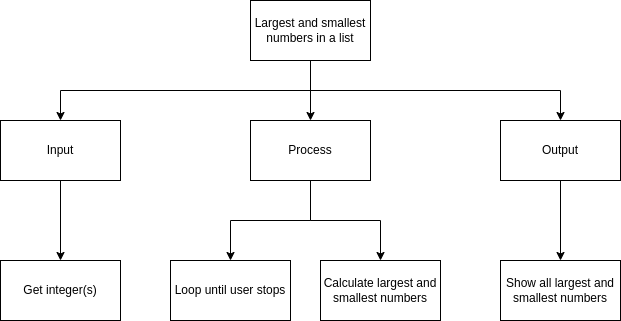 Largest and smallest
numbers in a list
Input
Process
Output
Get integer(s)
Loop until user stops
Calculate largest and
smallest numbers
Show all largest and
smallest numbers